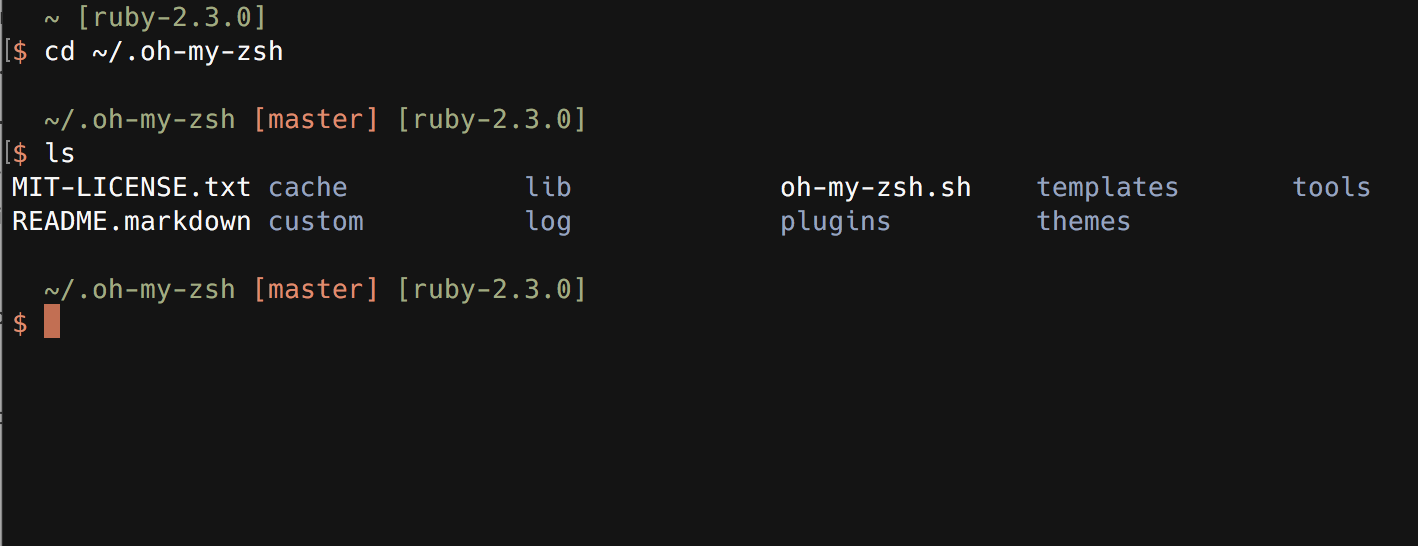 ~ [ruby-2.3.0]
[$ cd ~/.oh-my-zsh
~/.oh-my-zsh [master] [ruby-2.3.0]
[$ ls
MIT-LICENSE.txt cache lib oh-my-zsh.sh templates tools
README.markdown custom log plugins themes
~/.oh-my-zsh [master] [ruby-2.3.0]
$